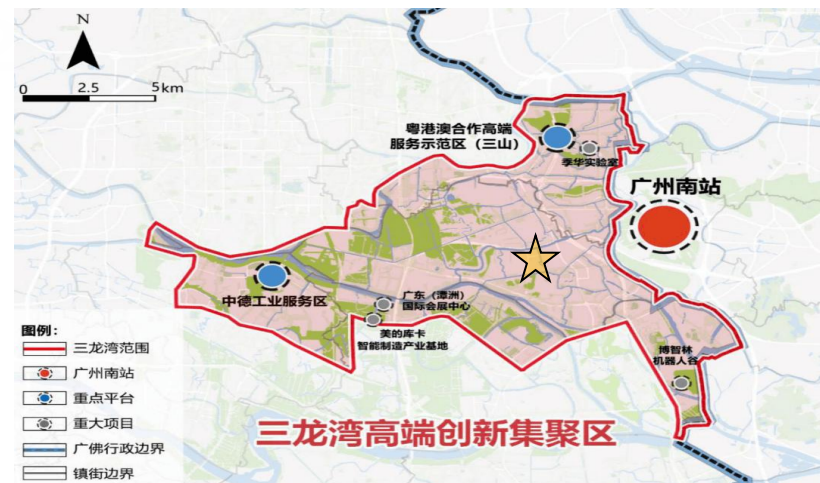 N
0 2.5 5km
粤港澳合作高端
服务示范区（三山）
季华实验室
广州南站
中德工业服务区
广东（潭洲）
国际会展中心
美的库卡
智能制造产业基地
博智林
机器人谷
图例：
三龙湾范围
广州南站
重点平台
重大项目
广佛行政边界
镇街边界
三龙湾高端创新集聚区